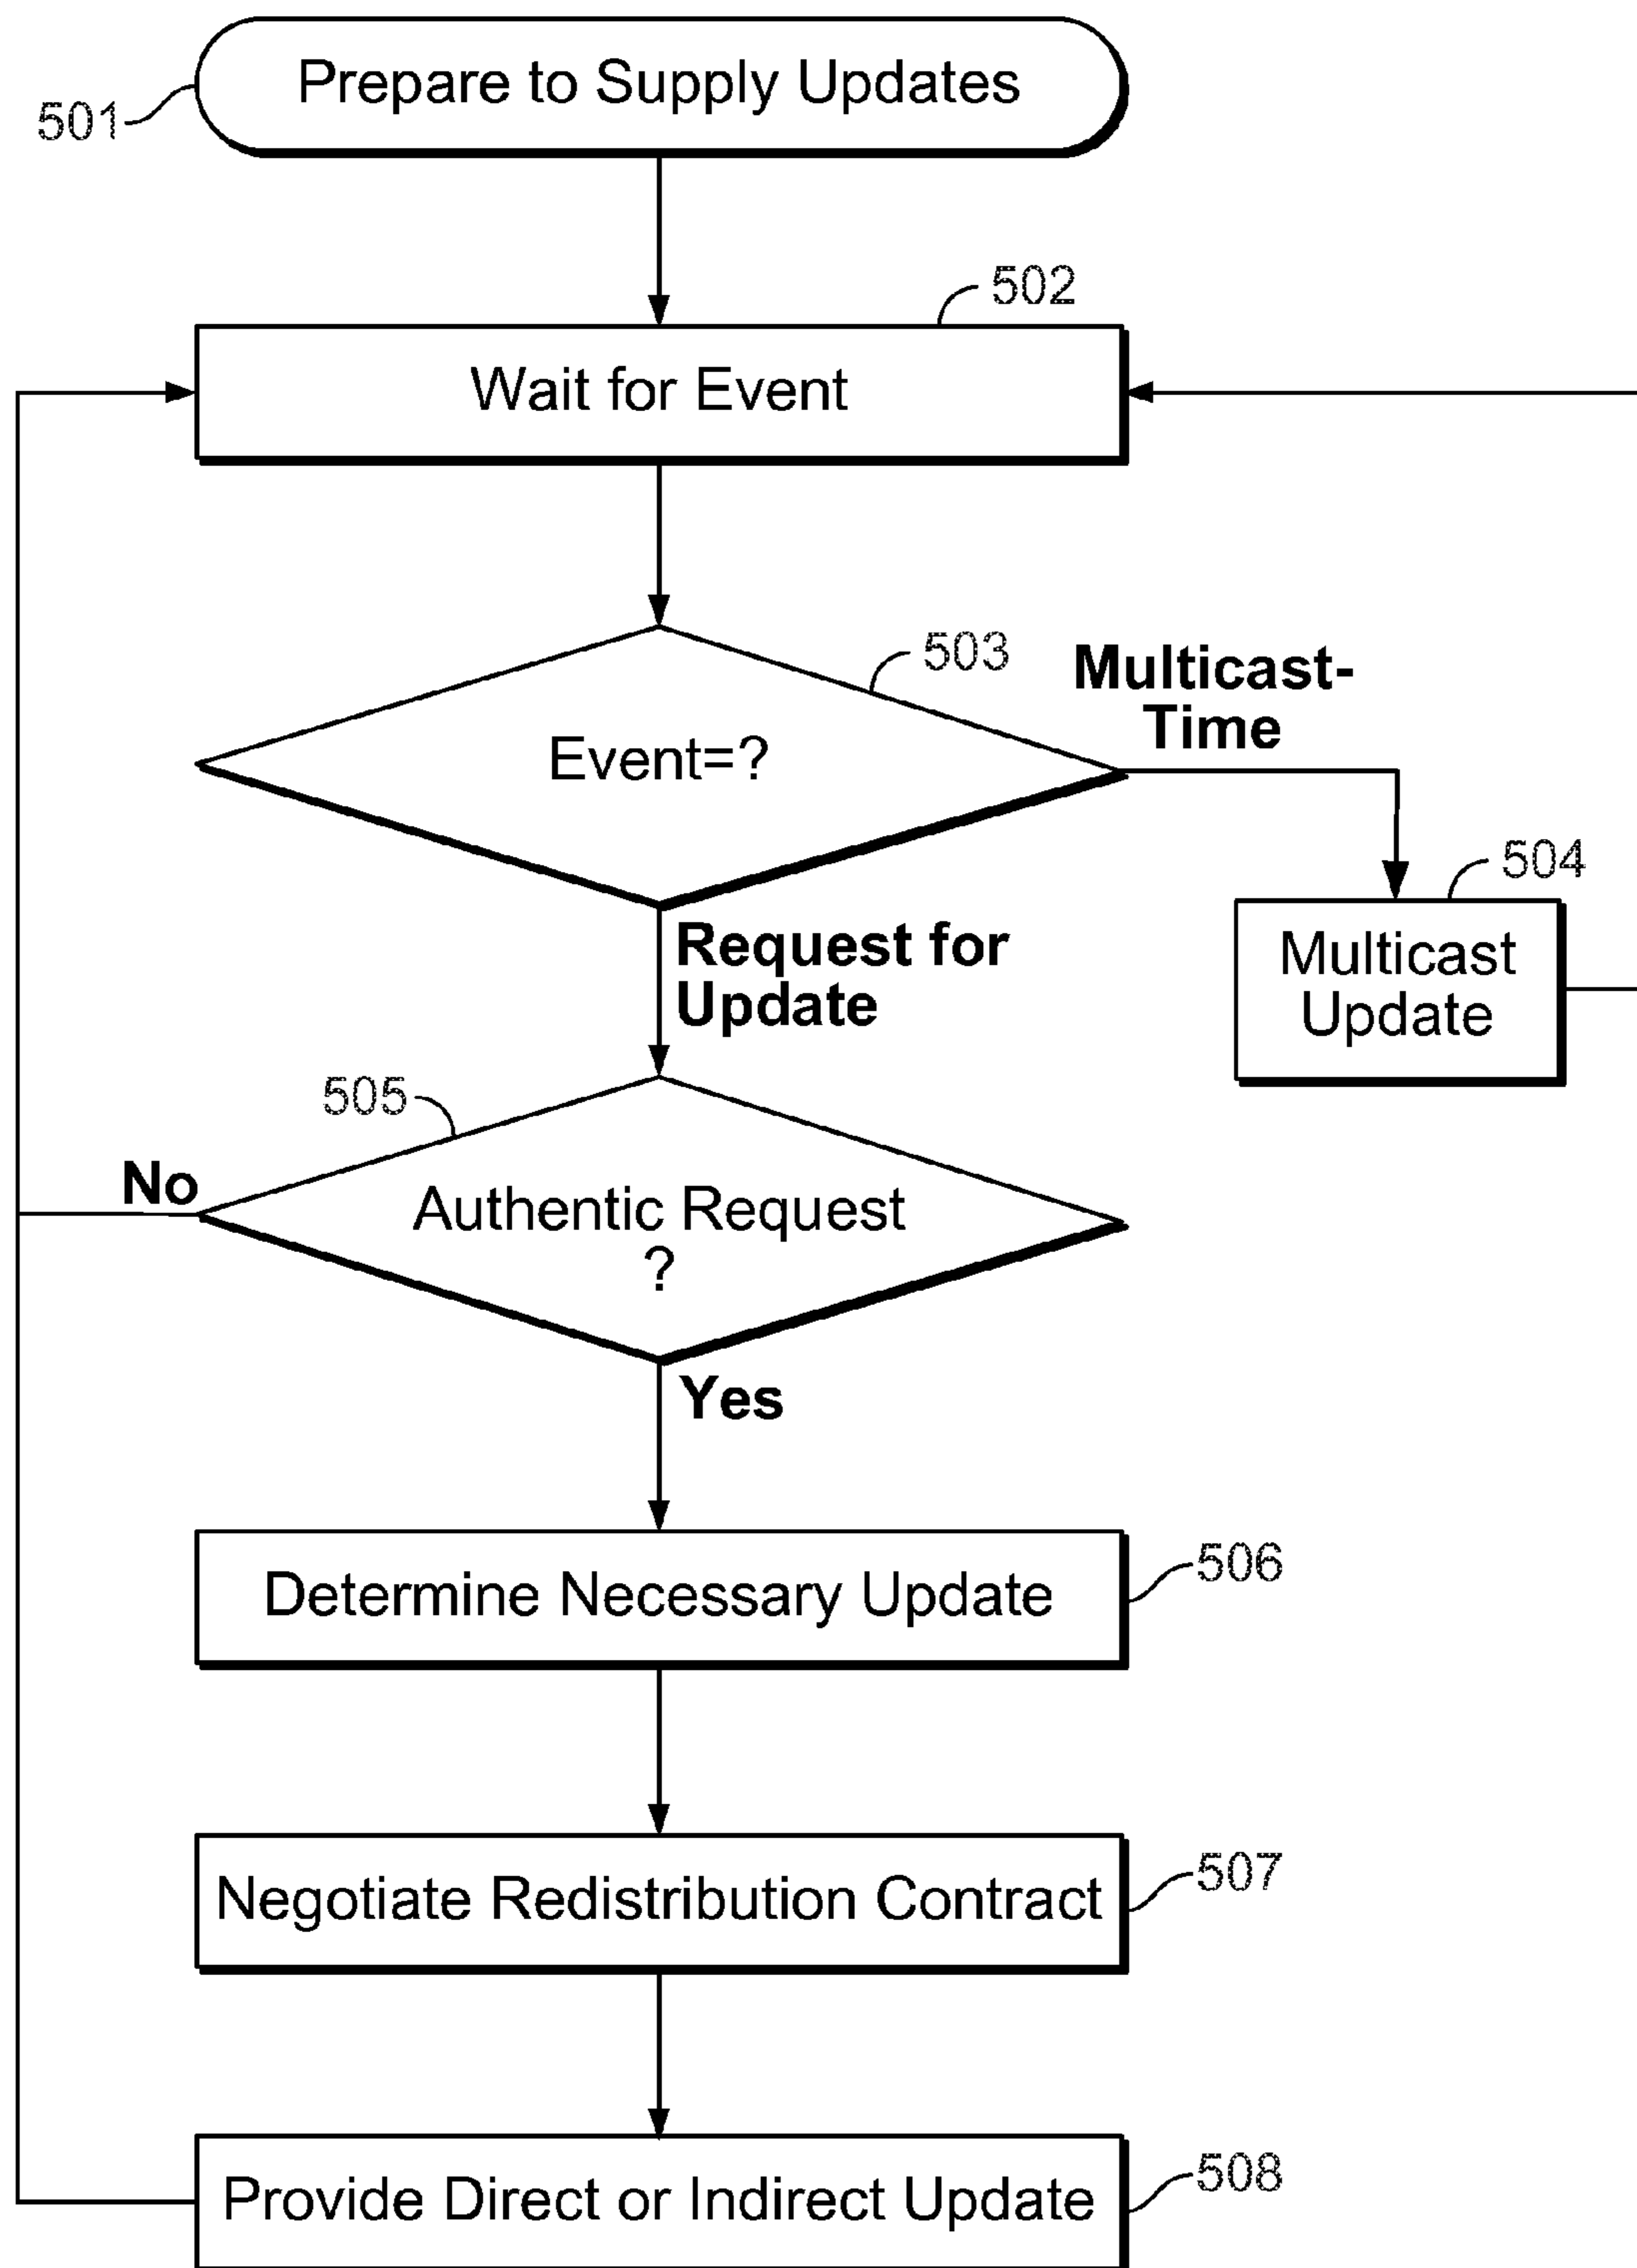 Prepare to Supply Updates
501
502
Wait for Event
503
Multicast-
Time
Event=?
504
Request for
Update
Multicast
Update
505
No
Authentic Request
?
Yes
506
Determine Necessary Update
507
Negotiate Redistribution Contract
508
Provide Direct or Indirect Update